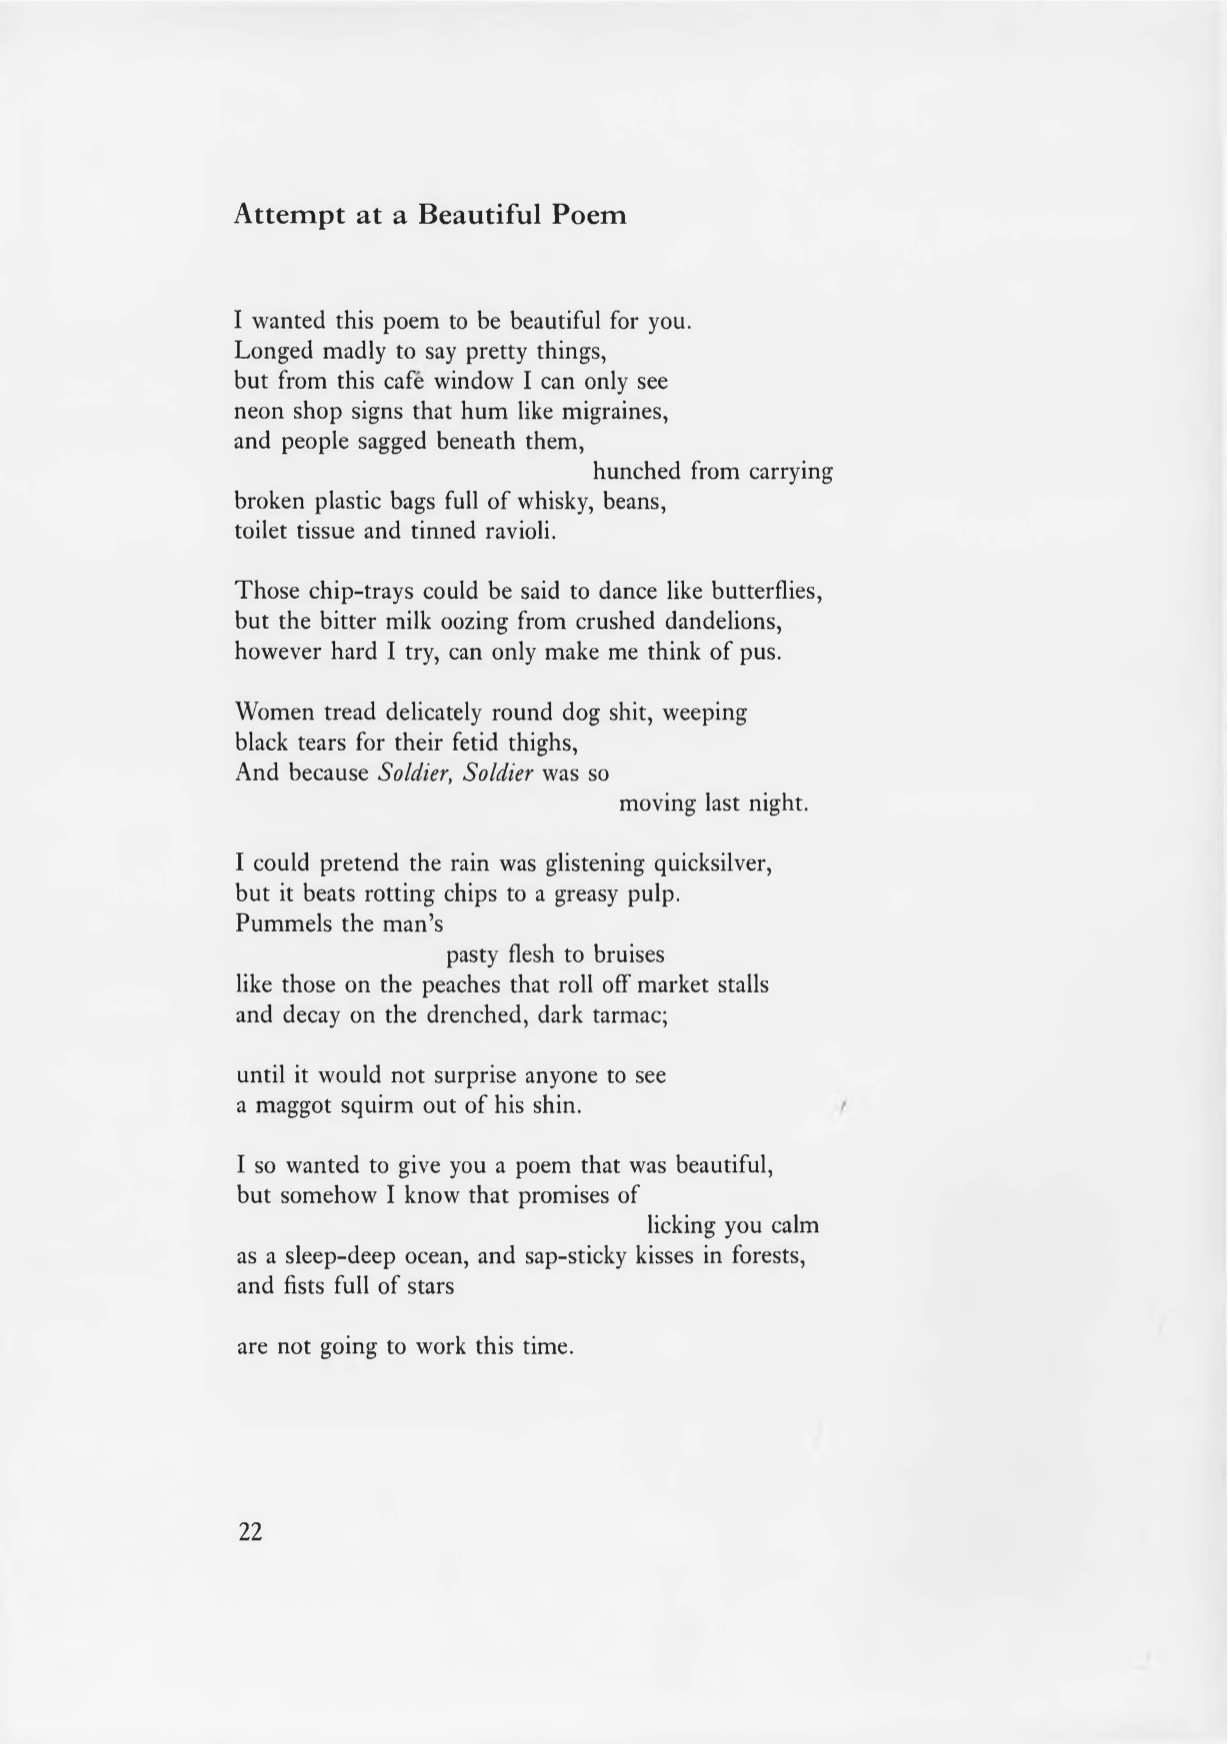 Attempt at a Beautiful Poem
I wanted this poem to be beautiful for you.
Longed madly to say pretty things,
but from this café window I can only see
neon shop signs that hum like migraines,
and people sagged beneath them,
hunched from carrying
broken plastic bags full of whisky, beans,
toilet tissue and tinned ravioli.
Those chip-trays could be said to dance like butterflies,
but the bitter milk oozing from crushed dandelions,
however hard I try, can only make me think of pus.
Women tread delicately round dog shit, weeping
black tears for their fetid thighs,
And because Soldier, Soldier was so
moving last night.
I could pretend the rain was glistening quicksilver,
but it beats rotting chips to a greasy pulp.
Pummels the man's
pasty flesh to bruises
like those on the peaches that roll off market stalls
and decay on the drenched, dark tarmac;
until it would not surprise anyone to see
a maggot squirm out of his shin.
I so wanted to give you a poem that was beautiful,
but somehow I know that promises of
licking you calm
as a sleep-deep ocean, and sap-sticky kisses in forests,
and fists full of stars
are not going to work this time.
22